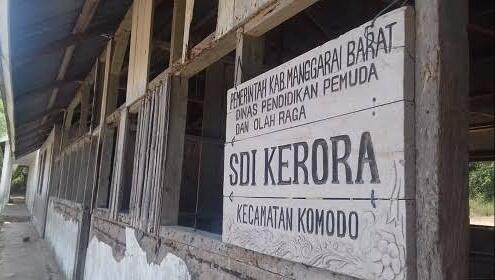 PEMERINTAH KAB.MANGGARAI BARAT
DINAS PENDIDIKAN PEMUDA
DAN OLAH RAGA
SDI KERORA
KECAMATAN KOMODO